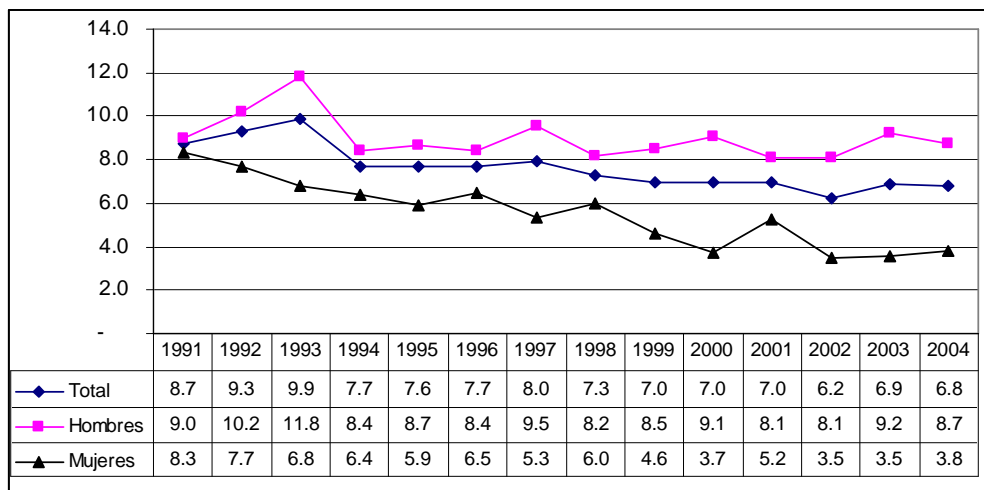 14.0
12.0
10.0
8.0
6.0
4.0
2.0
-
1991 1992 1993 1994 1995 1996 1997 1998 1999 2000 2001 2002 2003 2004
Total 8.7 9.3 9.9 7.7 7.6 7.7 8.0 7.3 7.0 7.0 7.0 6.2 6.9 6.8
Hombres 9.0 10.2 11.8 8.4 8.7 8.4 9.5 8.2 8.5 9.1 8.1 8.1 9.2 8.7
Mujeres 8.3 7.7 6.8 6.4 5.9 6.5 5.3 6.0 4.6 3.7 5.2 3.5 3.5 3.8